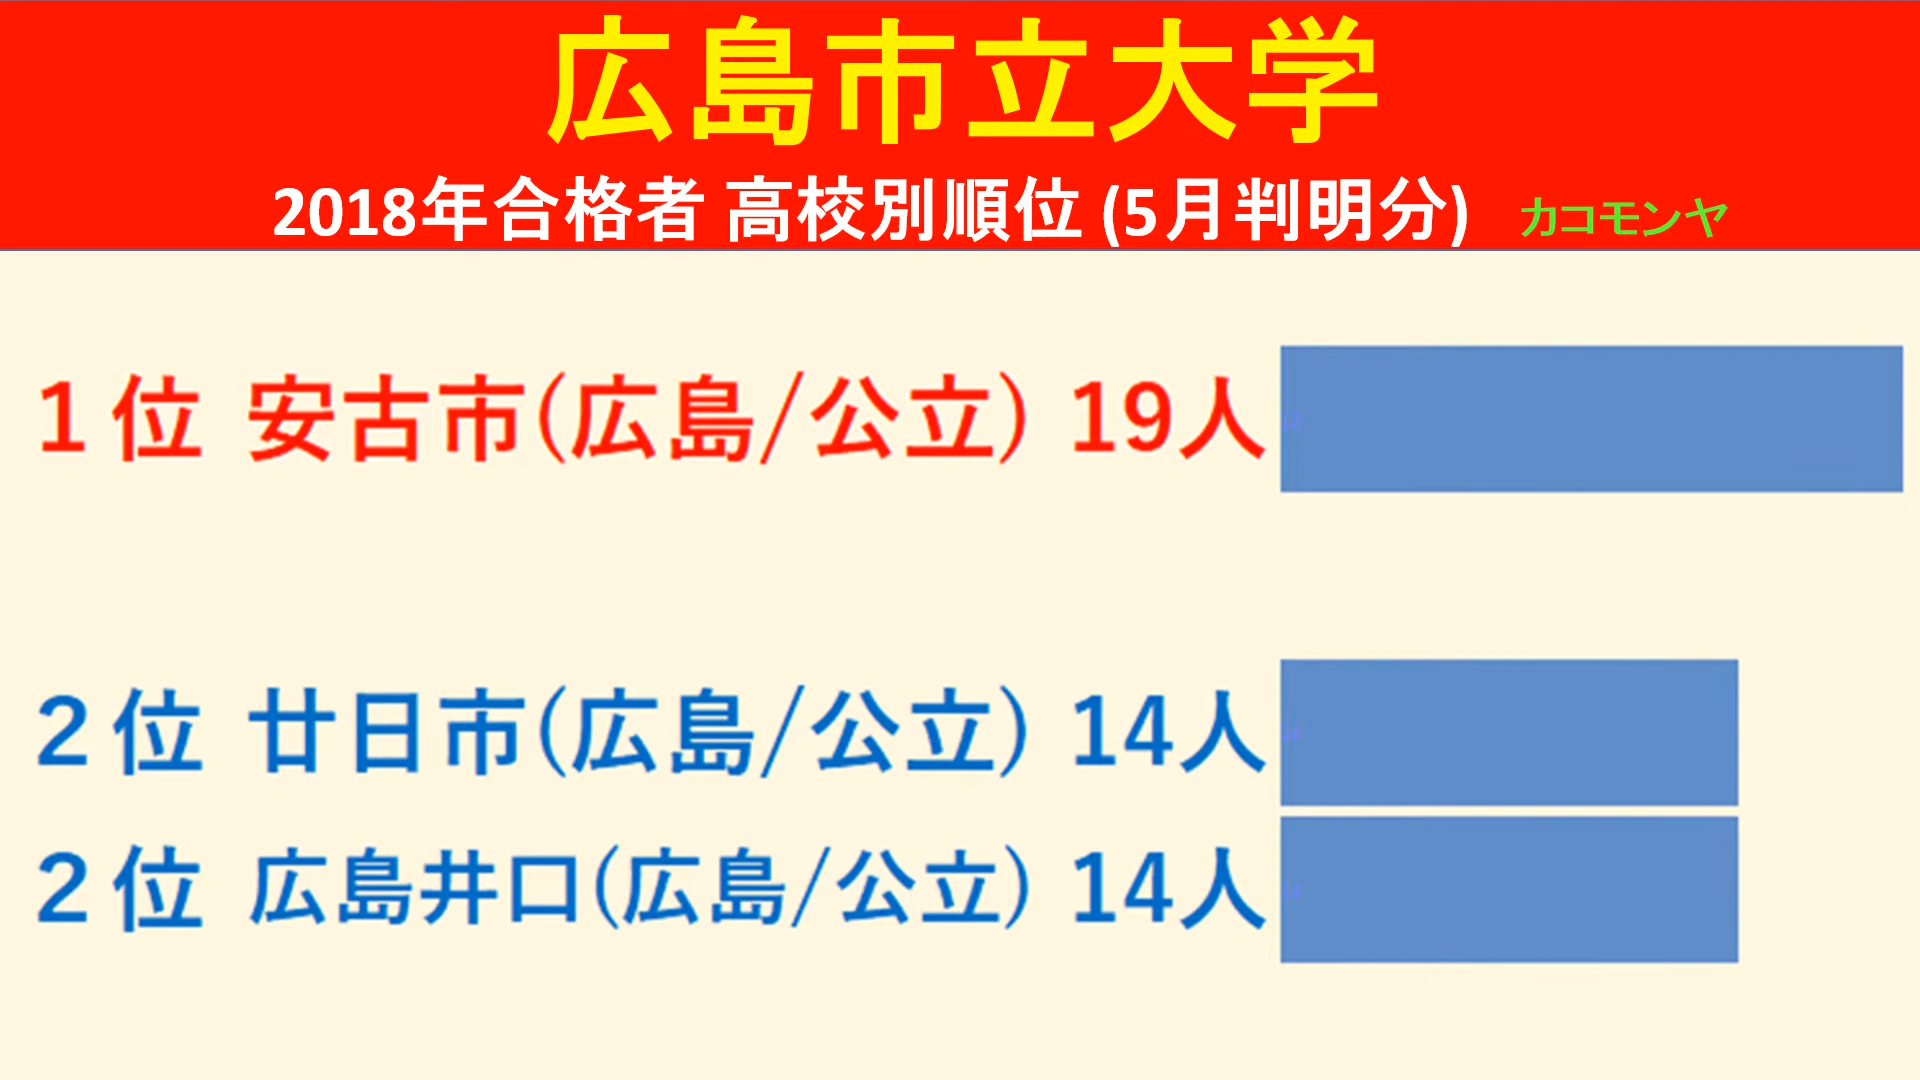 広島市立大学
2018年合格者 高校別順位 (5月判明分) カコモンヤ
1位 安古市(広島/公立) 19人
2位 廿日市(広島/公立) 14人
2位 広島井口(広島/公立) 14人